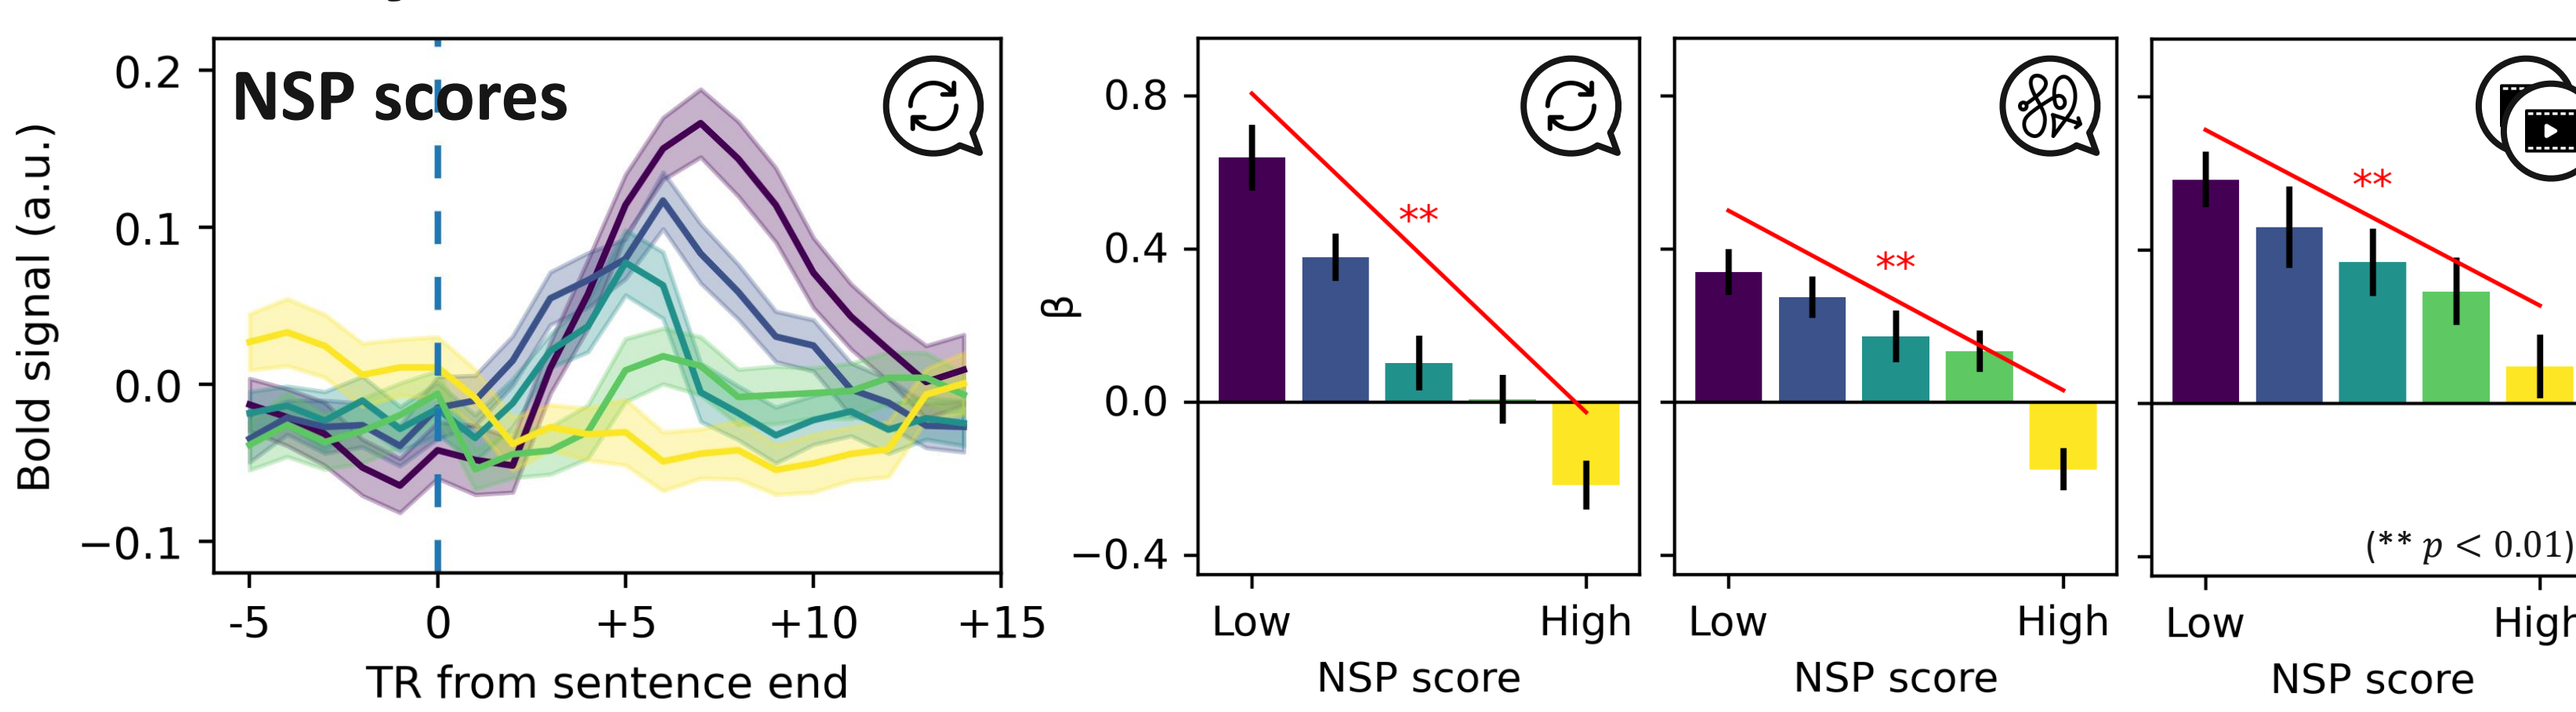 NSP scores
Bold signal (a.u.)
0.2
0.1
0.0
−0.1
-5 0 +5 +10 +15
TR from sentence end
β
0.8
0.4
0.0
−0.4
**
Low High
NSP score
**
Low High
NSP score
**
(** p < 0.01)
Low High
NSP score